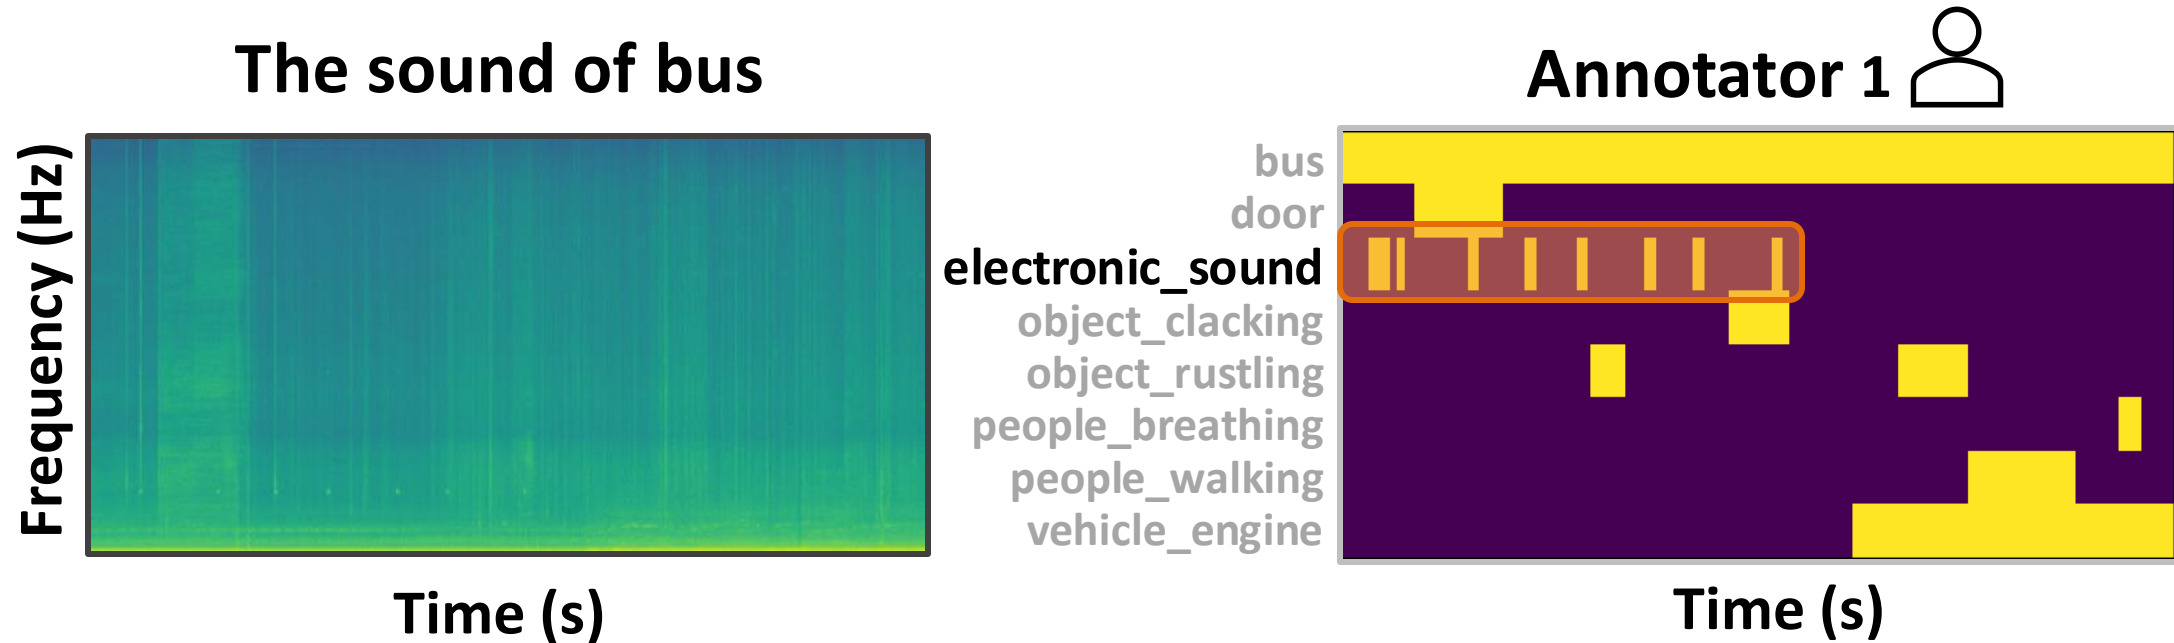 The sound of bus
Annotator 1
Frequency (Hz)
Time (s)
bus
door
electronic_sound
object_clacking
object_rustling
people_breathing
people_walking
vehicle_engine
Time (s)